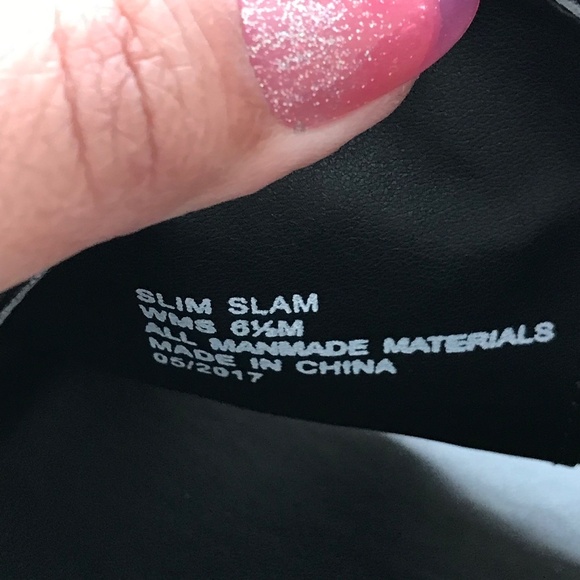 SLIM SLAM
WMS 6½M
ALL MANMADE MATERIALS
MADE IN CHINA
05/2017